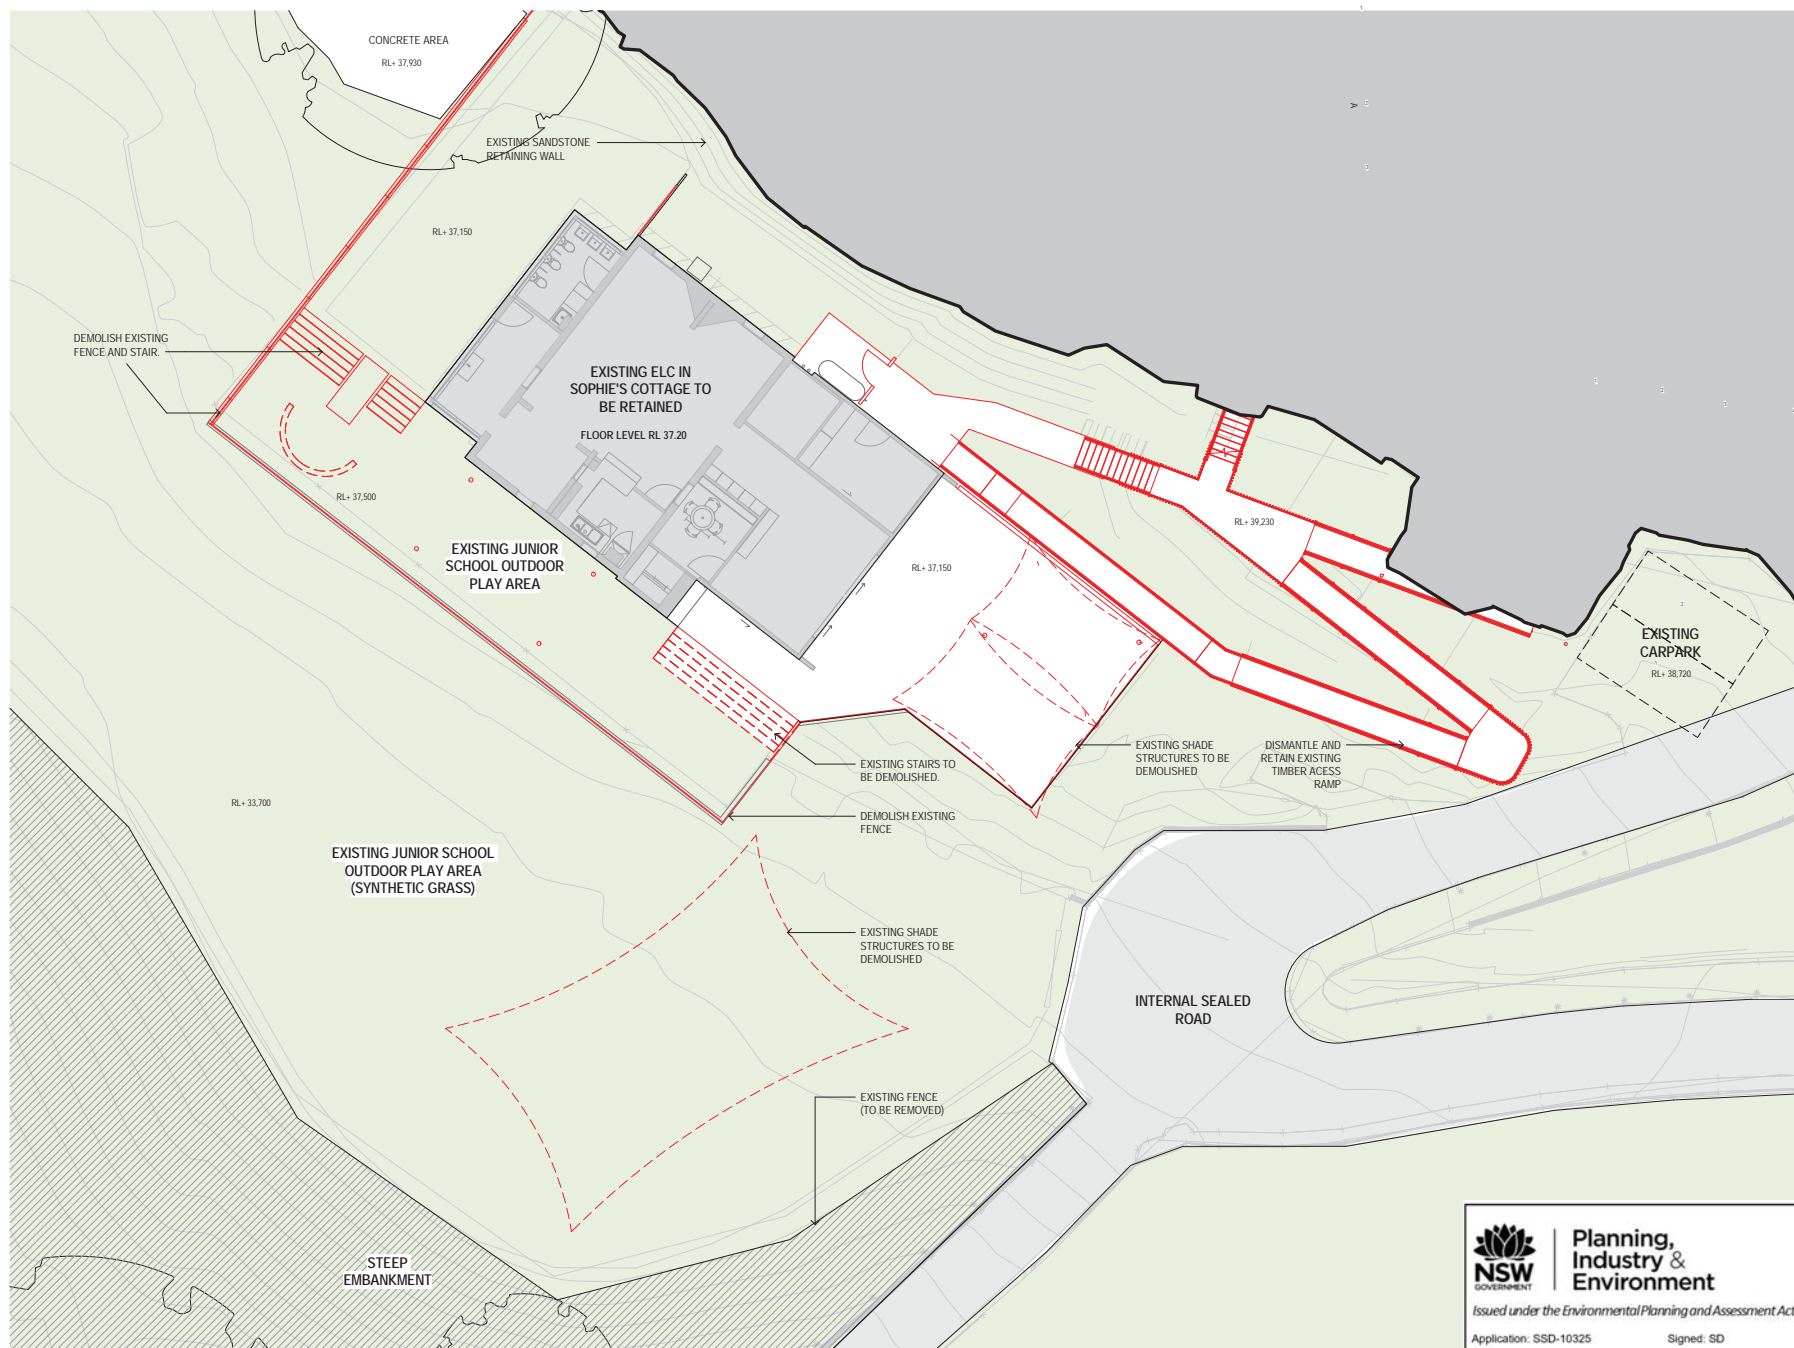 CONCRETE AREA
RL+ 37,930
EXISTING SANDSTONE
RETAINING WALL
RL+ 37,150
DEMOLISH EXISTING
FENCE AND STAIR.
EXISTING ELC IN
SOPHIE'S COTTAGE TO
BE RETAINED
FLOOR LEVEL RL 37.20
RL+ 37,500
EXISTING JUNIOR
SCHOOL OUTDOOR
PLAY AREA
RL+ 37,150
RL+ 39,230
EXISTING
CARPARK
RL+ 38,720
EXISTING SHADE
STRUCTURES TO BE
DEMOLISHED
DISMANTLE AND
RETAIN EXISTING
TIMBER ACESS
RAMP
EXISTING STAIRS TO
BE DEMOLISHED.
DEMOLISH EXISTING
FENCE
RL+ 33,700
EXISTING JUNIOR SCHOOL
OUTDOOR PLAY AREA
(SYNTHETIC GRASS)
EXISTING SHADE
STRUCTURES TO BE
DEMOLISHED
INTERNAL SEALED
ROAD
EXISTING FENCE
(TO BE REMOVED)
STEEP
EMBANKMENT
NSW
GOVERNMENT
Planning,
Industry &
Environment
Issued under the Environmental Planning and Assessment Act
Application: SSD-10325
Signed: SD